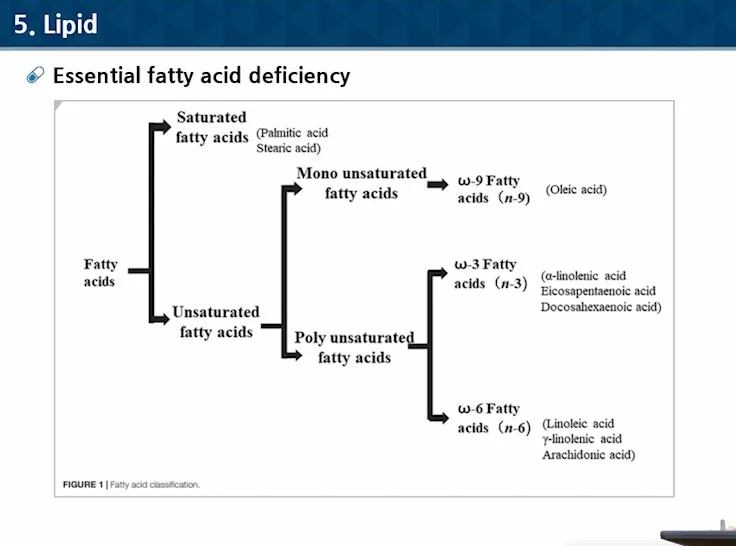 5. Lipid
Essential fatty acid deficiency
Saturated
fatty acids (Palmitic acid
Stearic acid)
Mono unsaturated
fatty acids
ω-9 Fatty
acids (n-9)
(Oleic acid)
Fatty
acids
ω-3 Fatty
acids (n-3)
(α-linolenic acid
Eicosapentaenoic acid
Docosahexaenoic acid)
Unsaturated
fatty acids
Poly unsaturated
fatty acids
ω-6 Fatty
acids (n-6)
(Linoleic acid
γ-linolenic acid
Arachidonic acid)
FIGURE 1 | Fatty acid classification.